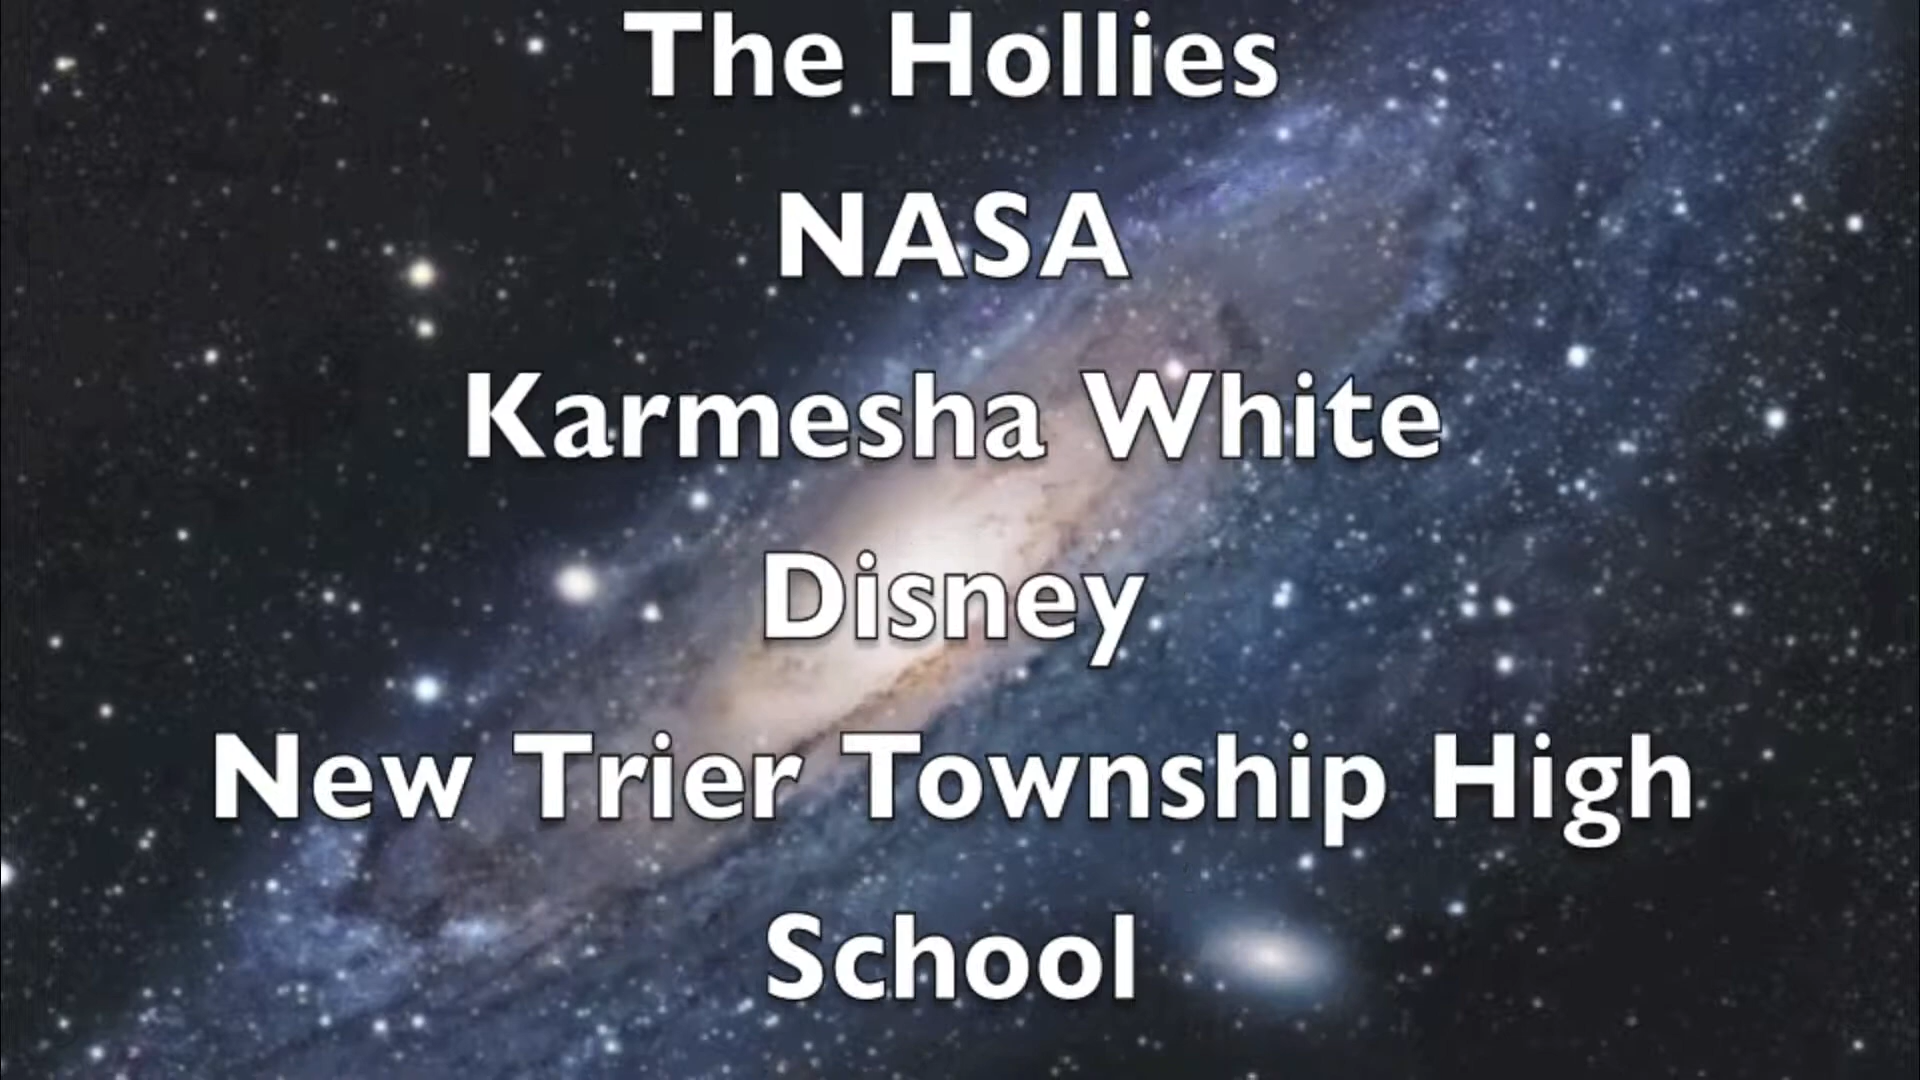 The Hollies
NASA
Karmesha White
Disney
New Trier Township High
School